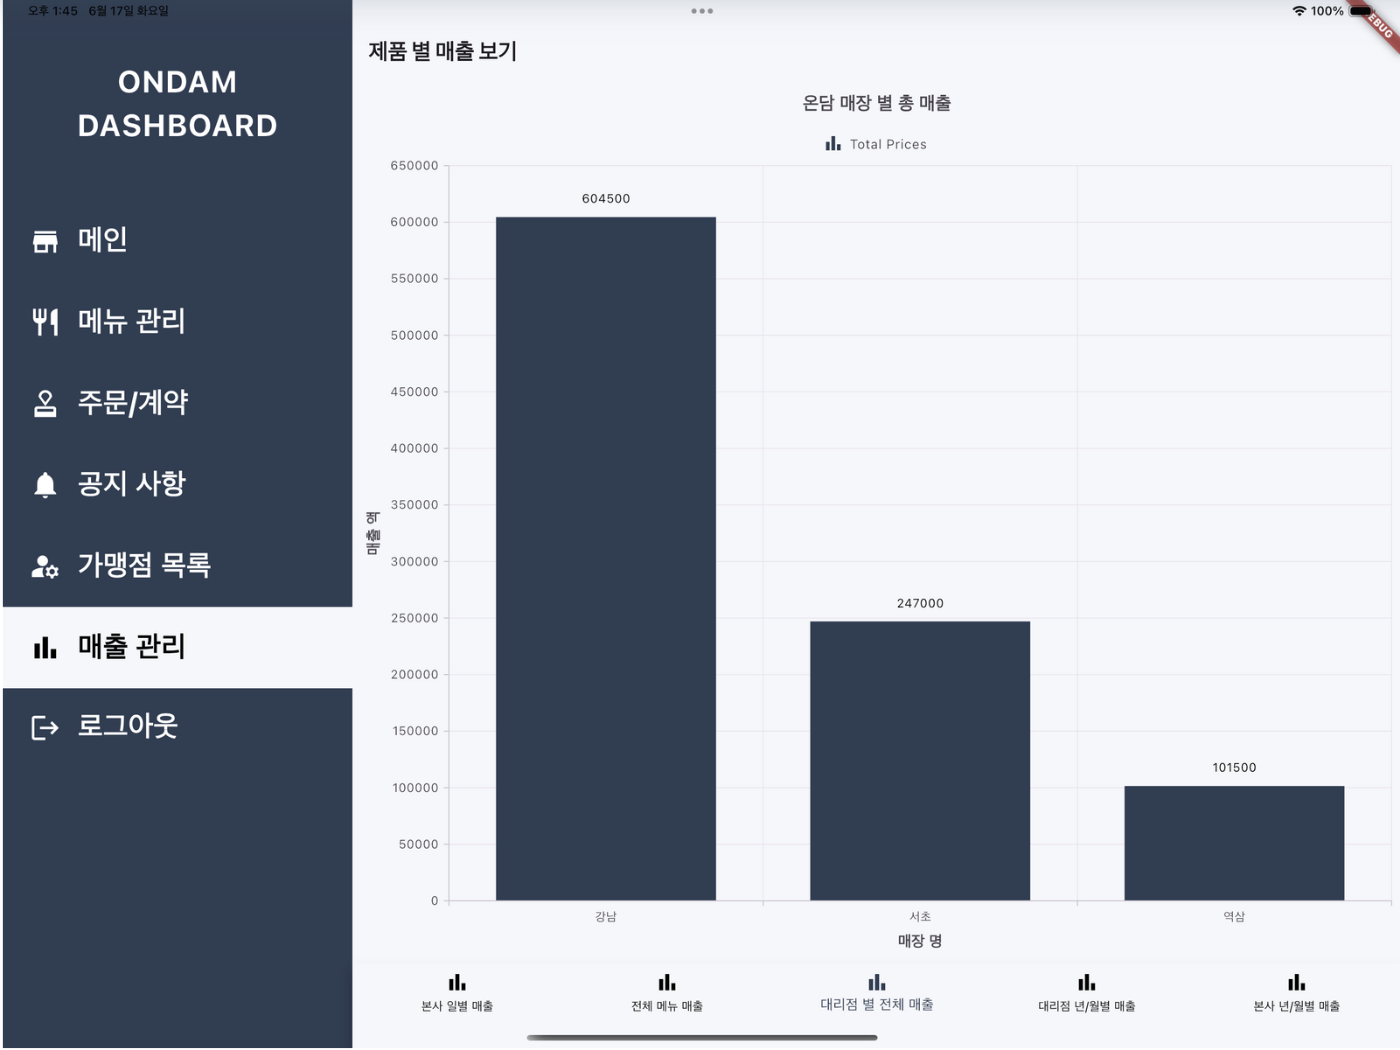 오후 1:45 6월 17일 화요일
100%
EBUG
ONDAM
DASHBOARD
메인
메뉴 관리
주문/계약
공지 사항
가맹점 목록
매출 관리
로그아웃
제품 별 매출 보기
온담 매장 별 총 매출
Total Prices
650000
600000
550000
500000
450000
400000
350000
300000
250000
200000
150000
100000
50000
0
매출 액
604500
247000
101500
강남 서초 역삼
매장 명
본사 일별 매출 전체 메뉴 매출 대리점 별 전체 매출 대리점 년/월별 매출 본사 년/월별 매출